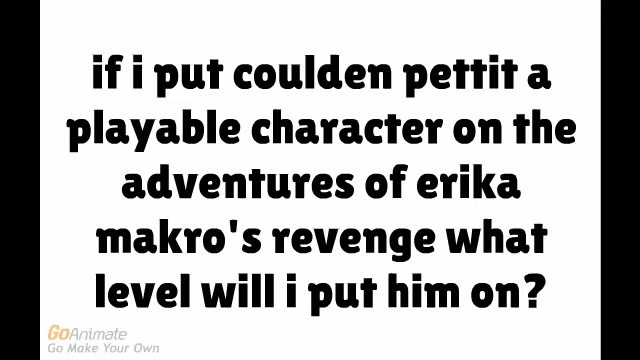 if i put coulden pettit a
playable character on the
adventures of erika
makro's revenge what
level will i put him on?
GoAnimate
Go Make Your Own